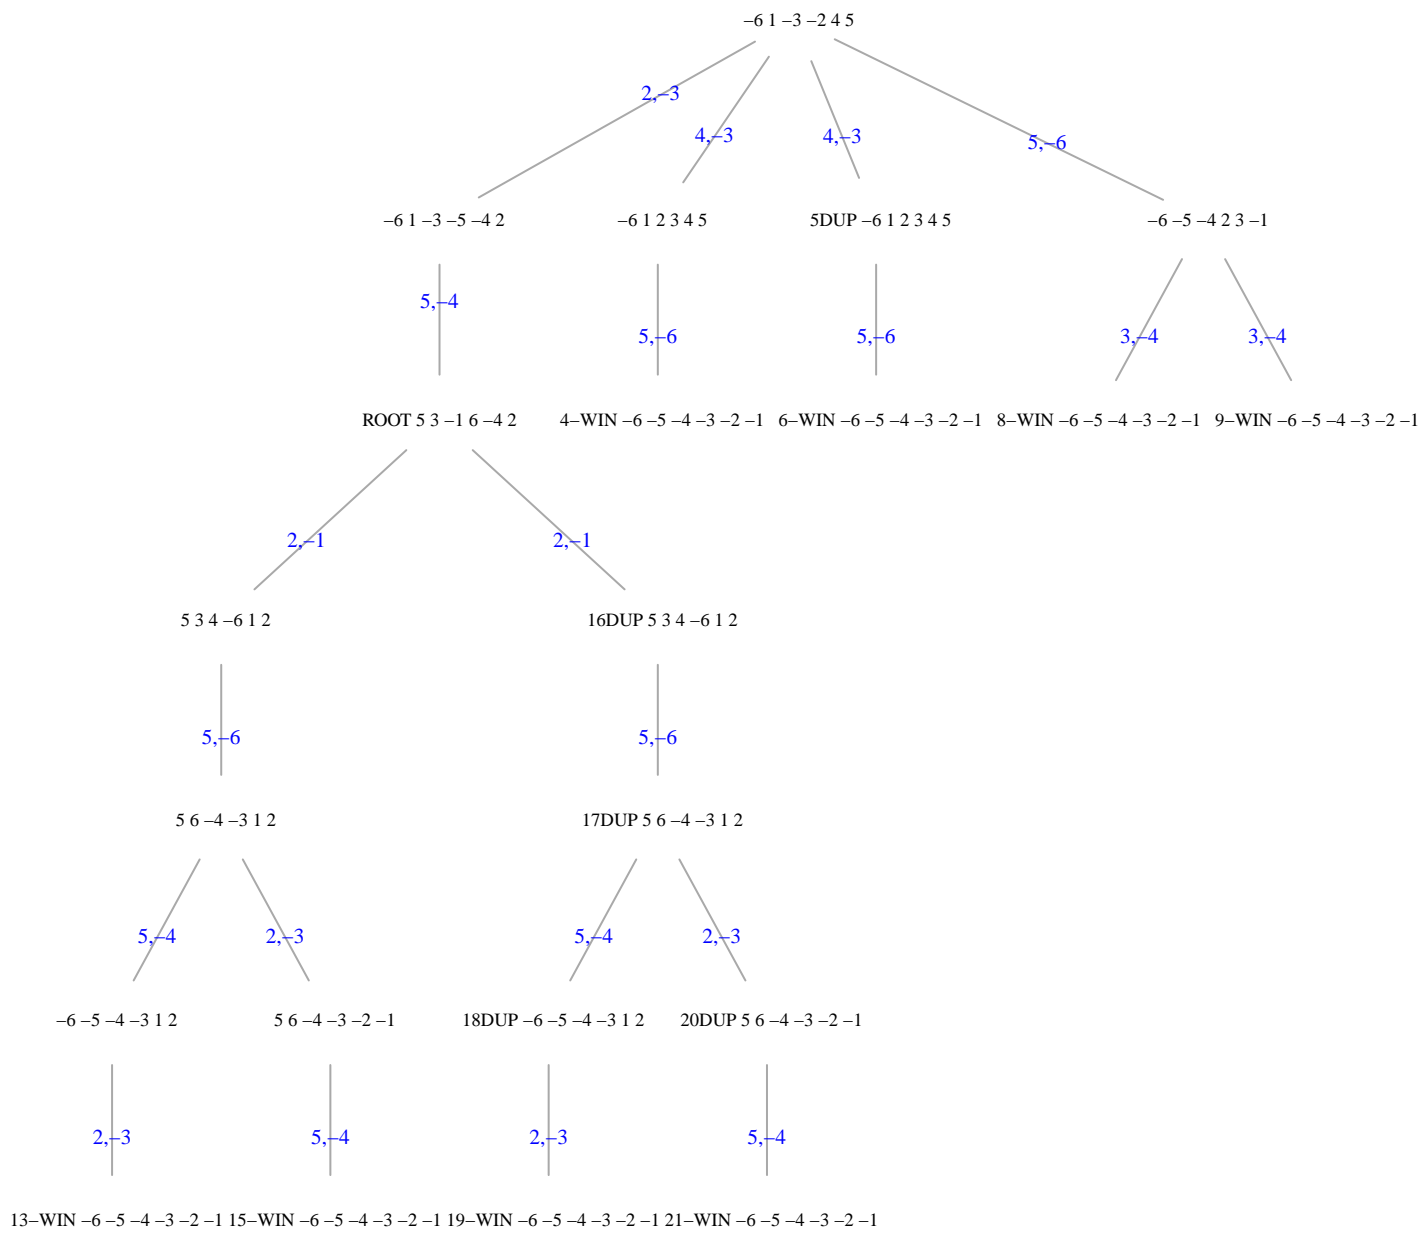 –6 1 –3 –2 4 5
2,–3
4,–3
4,–3
5,–6
–6 1 –3 –5 –4 2
–6 1 2 3 4 5
5DUP –6 1 2 3 4 5
–6 –5 –4 2 3 –1
5,–4
5,–6
5,–6
3,–4
3,–4
ROOT 5 3 –1 6 –4 2
4–WIN –6 –5 –4 –3 –2 –1
6–WIN –6 –5 –4 –3 –2 –1
8–WIN –6 –5 –4 –3 –2 –1
9–WIN –6 –5 –4 –3 –2 –1
2,–1
2,–1
5 3 4 –6 1 2
16DUP 5 3 4 –6 1 2
5,–6
5,–6
5 6 –4 –3 1 2
17DUP 5 6 –4 –3 1 2
5,–4
2,–3
5,–4
2,–3
–6 –5 –4 –3 1 2
5 6 –4 –3 –2 –1
18DUP –6 –5 –4 –3 1 2
20DUP 5 6 –4 –3 –2 –1
2,–3
5,–4
2,–3
5,–4
13–WIN –6 –5 –4 –3 –2 –1
15–WIN –6 –5 –4 –3 –2 –1
19–WIN –6 –5 –4 –3 –2 –1
21–WIN –6 –5 –4 –3 –2 –1